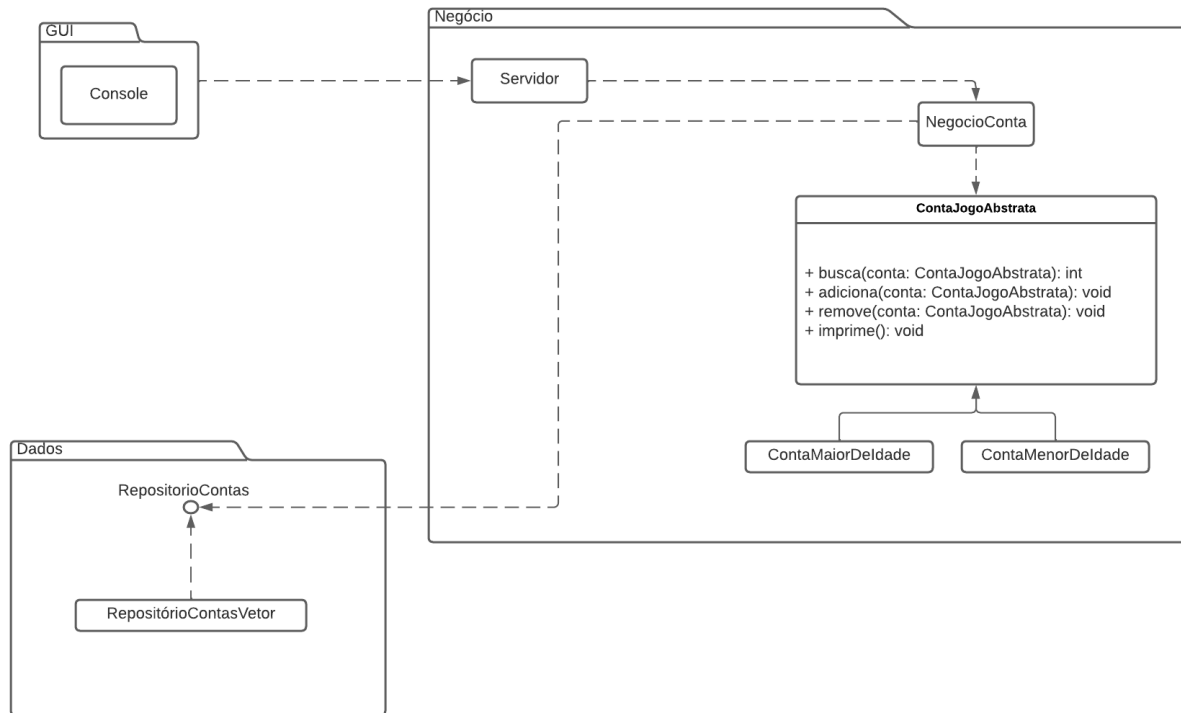 GUI
Console
Negócio
Servidor
NegocioConta
ContaJogoAbstrata
+ busca(conta: ContaJogoAbstrata): int
+ adiciona(conta: ContaJogoAbstrata): void
+ remove(conta: ContaJogoAbstrata): void
+ imprime(): void
ContaMaiorDeIdade
ContaMenorDeIdade
Dados
RepositorioContas
RepositórioContasVetor